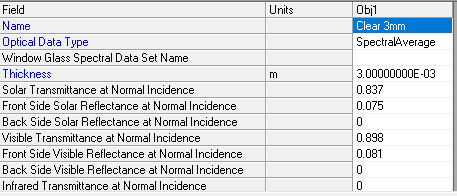 Field Units Obj1
Name Clear 3mm
Optical Data Type SpectralAverage
Window Glass Spectral Data Set Name
Thickness m 3.00000000E-03
Solar Transmittance at Normal Incidence 0.837
Front Side Solar Reflectance at Normal Incidence 0.075
Back Side Solar Reflectance at Normal Incidence 0
Visible Transmittance at Normal Incidence 0.898
Front Side Visible Reflectance at Normal Incidence 0.081
Back Side Visible Reflectance at Normal Incidence 0
Infrared Transmittance at Normal Incidence 0